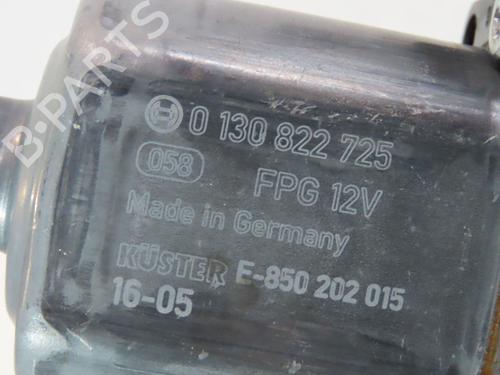 B-PARTS
0 130 822 725
058 FPG 12V
Made in Germany
KÜSTER E-850 202 015
16-05